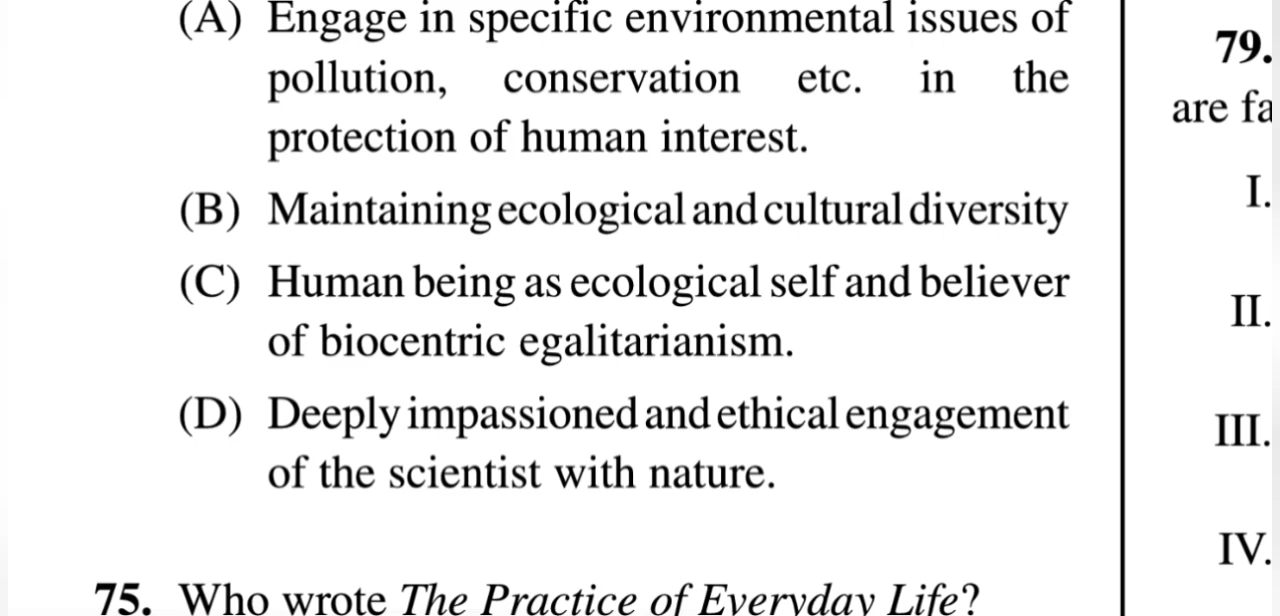 (A) Engage in specific environmental issues of
pollution, conservation etc. in the
protection of human interest.
(B) Maintaining ecological and cultural diversity
(C) Human being as ecological self and believer
of biocentric egalitarianism.
(D) Deeply impassioned and ethical engagement
of the scientist with nature.
75. Who wrote The Practice of Everyday Life?
79.
are fa
I.
II.
III.
IV.